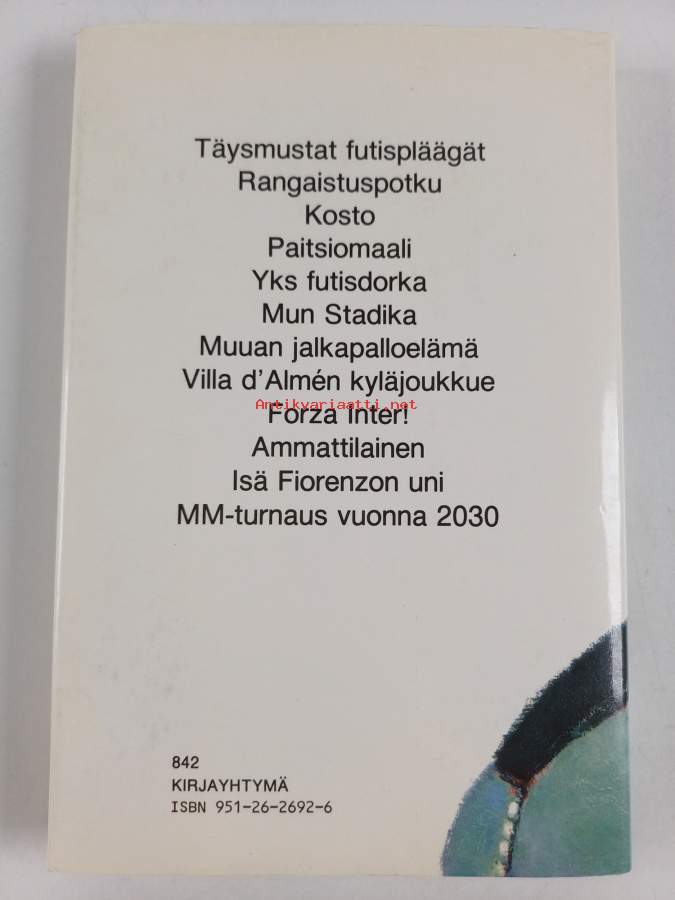 Täysmustat futispläägät
Rangaistuspotku
Kosto
Paitsiomaali
Yks futisdorka
Mun Stadika
Muuan jalkapalloelämä
Villa d'Almén kyläjoukkue
Antikvariaatti.net
Forza Inter!
Ammattilainen
Isä Fiorenzon uni
MM-turnaus vuonna 2030
842
KIRJAYHTYMÄ
ISBN 951-26-2692-6